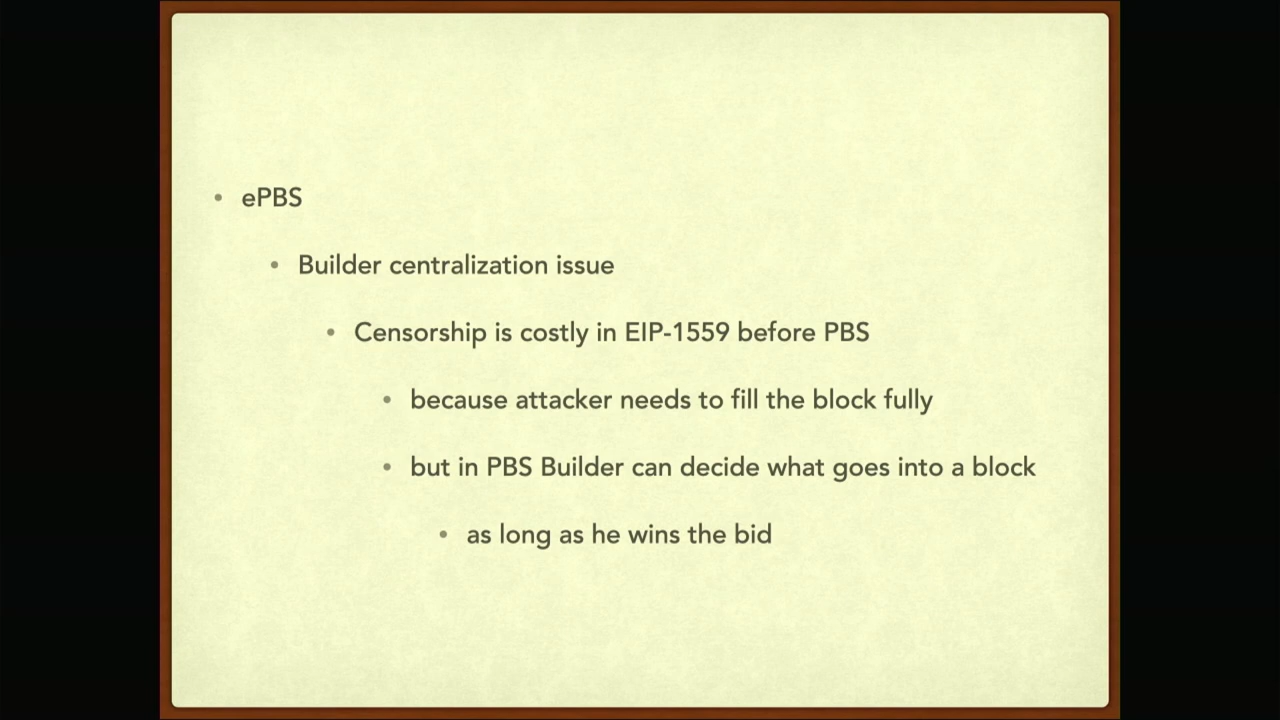 ePBS
Builder centralization issue
Censorship is costly in EIP-1559 before PBS
because attacker needs to fill the block fully
but in PBS Builder can decide what goes into a block
as long as he wins the bid